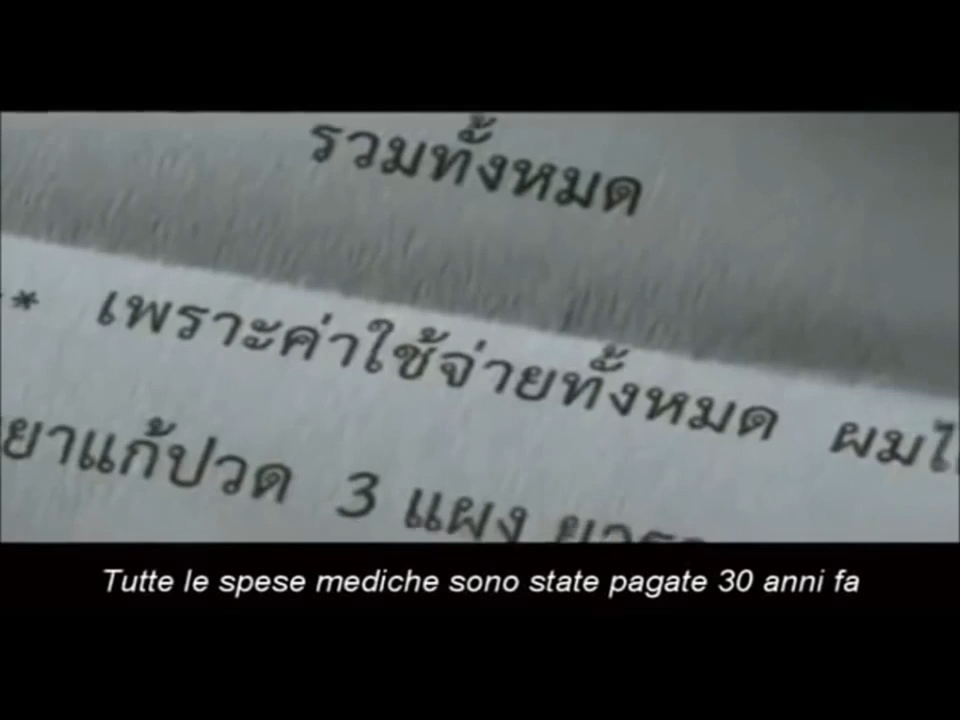 รวมทั้งหมด
* เพราะค่าใช้จ่ายทั้งหมด ผมได้
ยาแก้ปวด 3 แผง
Tutte le spese mediche sono state pagate 30 anni fa